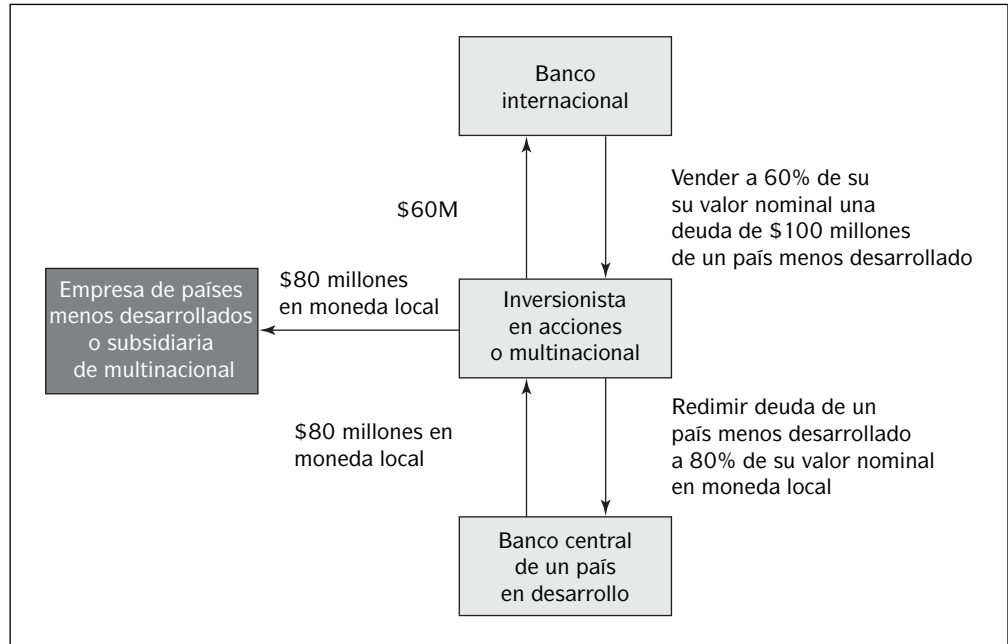 Banco
internacional
$60M
Vender a 60% de su
su valor nominal una
deuda de $100 millones
de un país menos desarrollado
$80 millones
en moneda local
Empresa de países
menos desarrollados
o subsidiaria
de multinacional
Inversionista
en acciones
o multinacional
$80 millones en
moneda local
Redimir deuda de un
país menos desarrollado
a 80% de su valor nominal
en moneda local
Banco central
de un país
en desarrollo